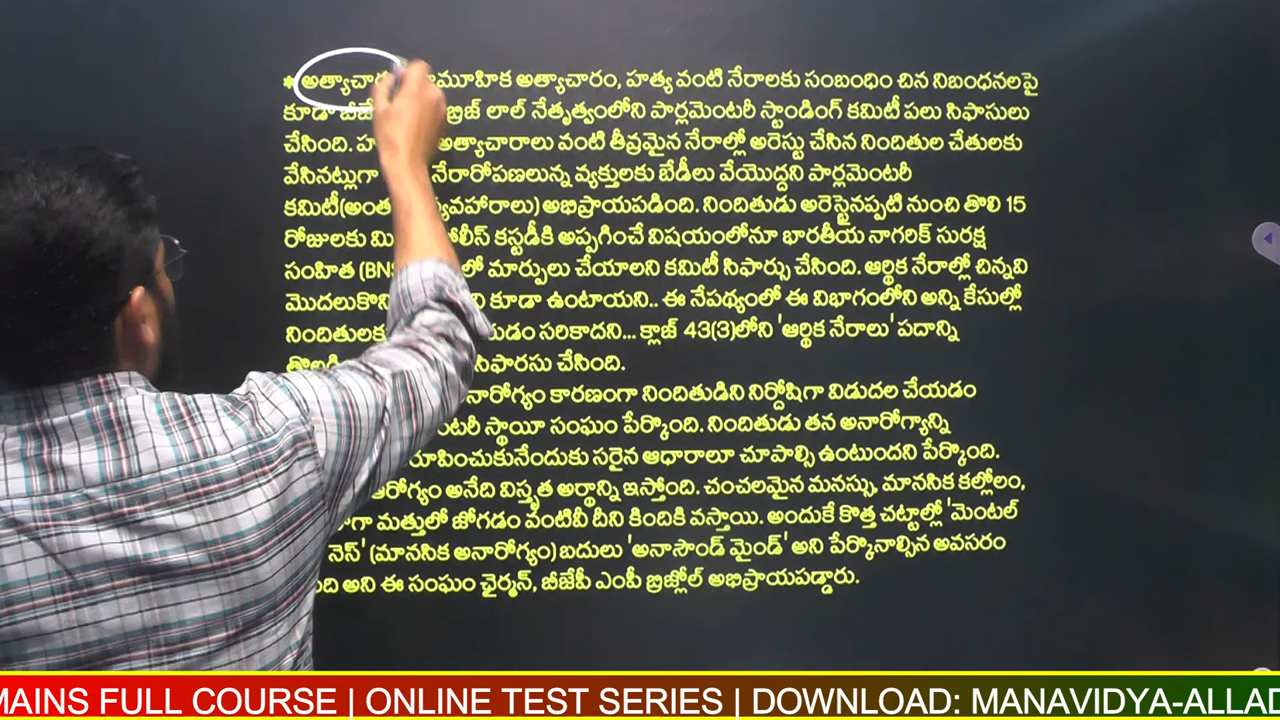 * అత్యాచార మూహిక అత్యాచారం, హత్య వంటి నేరాలకు సంబంధిం చిన నిబంధనలపై
కూడా బ్రిజ్ లాల్ నేతృత్వంలోని పార్లమెంటరీ స్టాండింగ్ కమిటీ పలు సిఫాసులు
చేసింది. అత్యాచారాలు వంటి తీవ్రమైన నేరాల్లో అరెస్టు చేసిన నిందితుల చేతులకు
వేసినట్లుగా నేరారోపణలున్న వ్యక్తులకు బేడీలు వేయొద్దని పార్లమెంటరీ
కమిటీ(అంత వ్యవహారాలు) అభిప్రాయపడింది. నిందితుడు అరెస్టైనప్పటి నుంచి తొలి 15
రోజులకు పోలీస్ కస్టడీకి అప్పగించే విషయంలోనూ భారతీయ నాగరిక్ సురక్ష
సంహిత (BNS లో మార్పులు చేయాలని కమిటీ సిఫార్సు చేసింది. ఆర్థిక నేరాల్లో చిన్నవి
మొదలుకొని కూడా ఉంటాయని.. ఈ నేపథ్యంలో ఈ విభాగంలోని అన్ని కేసుల్లో
నిందితులకు సరికాదని... క్లాజ్ 43(3)లోని 'ఆర్థిక నేరాలు' పదాన్ని
సిఫారసు చేసింది.
నారోగ్యం కారణంగా నిందితుడిని నిర్దోషిగా విడుదల చేయడం
ంటరీ స్థాయీ సంఘం పేర్కొంది. నిందితుడు తన అనారోగ్యాన్ని
రూపించుకునేందుకు సరైన ఆధారాలూ చూపాల్సి ఉంటుందని పేర్కొంది.
ఆరోగ్యం అనేది విస్తృత అర్థాన్ని ఇస్తోంది. చంచలమైన మనస్సు, మానసిక కల్లోలం,
గా మత్తులో జోగడం వంటివీ దీని కిందికి వస్తాయి. అందుకే కొత్త చట్టాల్లో 'మెంటల్
నెస్' (మానసిక అనారోగ్యం) బదులు 'అనాసౌండ్ మైండ్' అని పేర్కొనాల్సిన అవసరం
ంది అని ఈ సంఘం ఛైర్మన్, బీజేపీ ఎంపీ బ్రిజ్లోల్ అభిప్రాయపడ్డారు.
MAINS FULL COURSE | ONLINE TEST SERIES | DOWNLOAD: MANAVIDYA-ALLAD